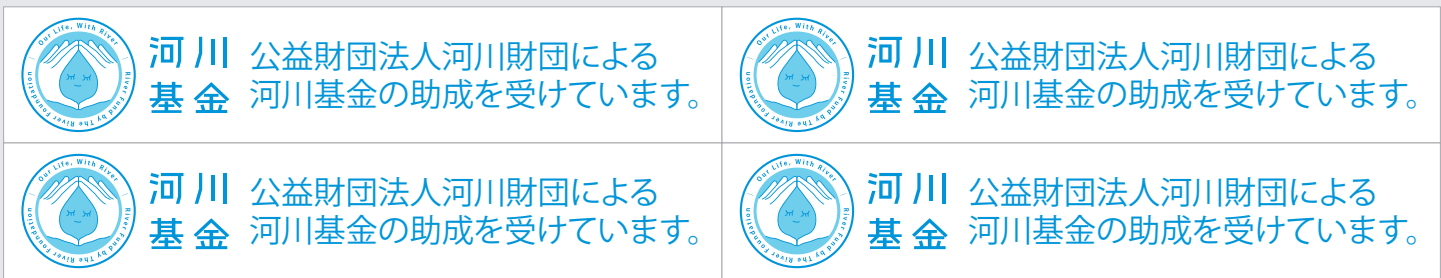 Our Life, With River
River Fund by The River Foundation
河川
基金
公益財団法人河川財団による
河川基金の助成を受けています。
Our Life, With River
River Fund by The River Foundation
河川
基金
公益財団法人河川財団による
河川基金の助成を受けています。
Our Life, With River
River Fund by The River Foundation
河川
基金
公益財団法人河川財団による
河川基金の助成を受けています。
Our Life, With River
River Fund by The River Foundation
河川
基金
公益財団法人河川財団による
河川基金の助成を受けています。